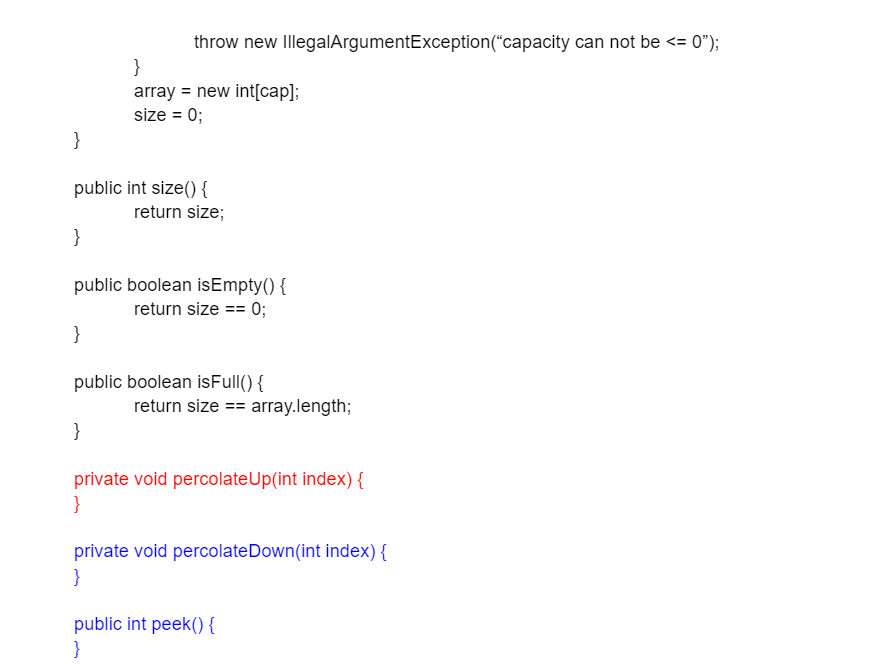 throw new IllegalArgumentException(“capacity can not be <= 0”);
}
array = new int[cap];
size = 0;
}
public int size() {
return size;
}
public boolean isEmpty() {
return size == 0;
}
public boolean isFull() {
return size == array.length;
}
private void percolateUp(int index) {
}
private void percolateDown(int index) {
}
public int peek() {
}